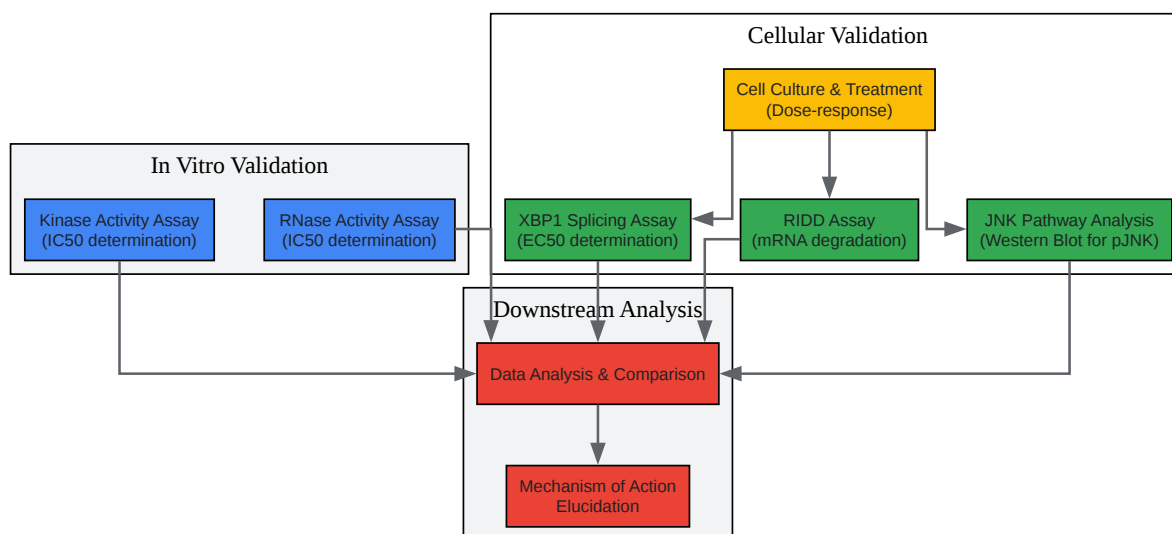 Cellular Validation
Cell Culture & Treatment
(Dose-response)
In Vitro Validation
Kinase Activity Assay
(IC50 determination)
RNase Activity Assay
(IC50 determination)
XBP1 Splicing Assay
(EC50 determination)
RIDD Assay
(mRNA degradation)
JNK Pathway Analysis
(Western Blot for pJNK)
Downstream Analysis
Data Analysis & Comparison
Mechanism of Action
Elucidation